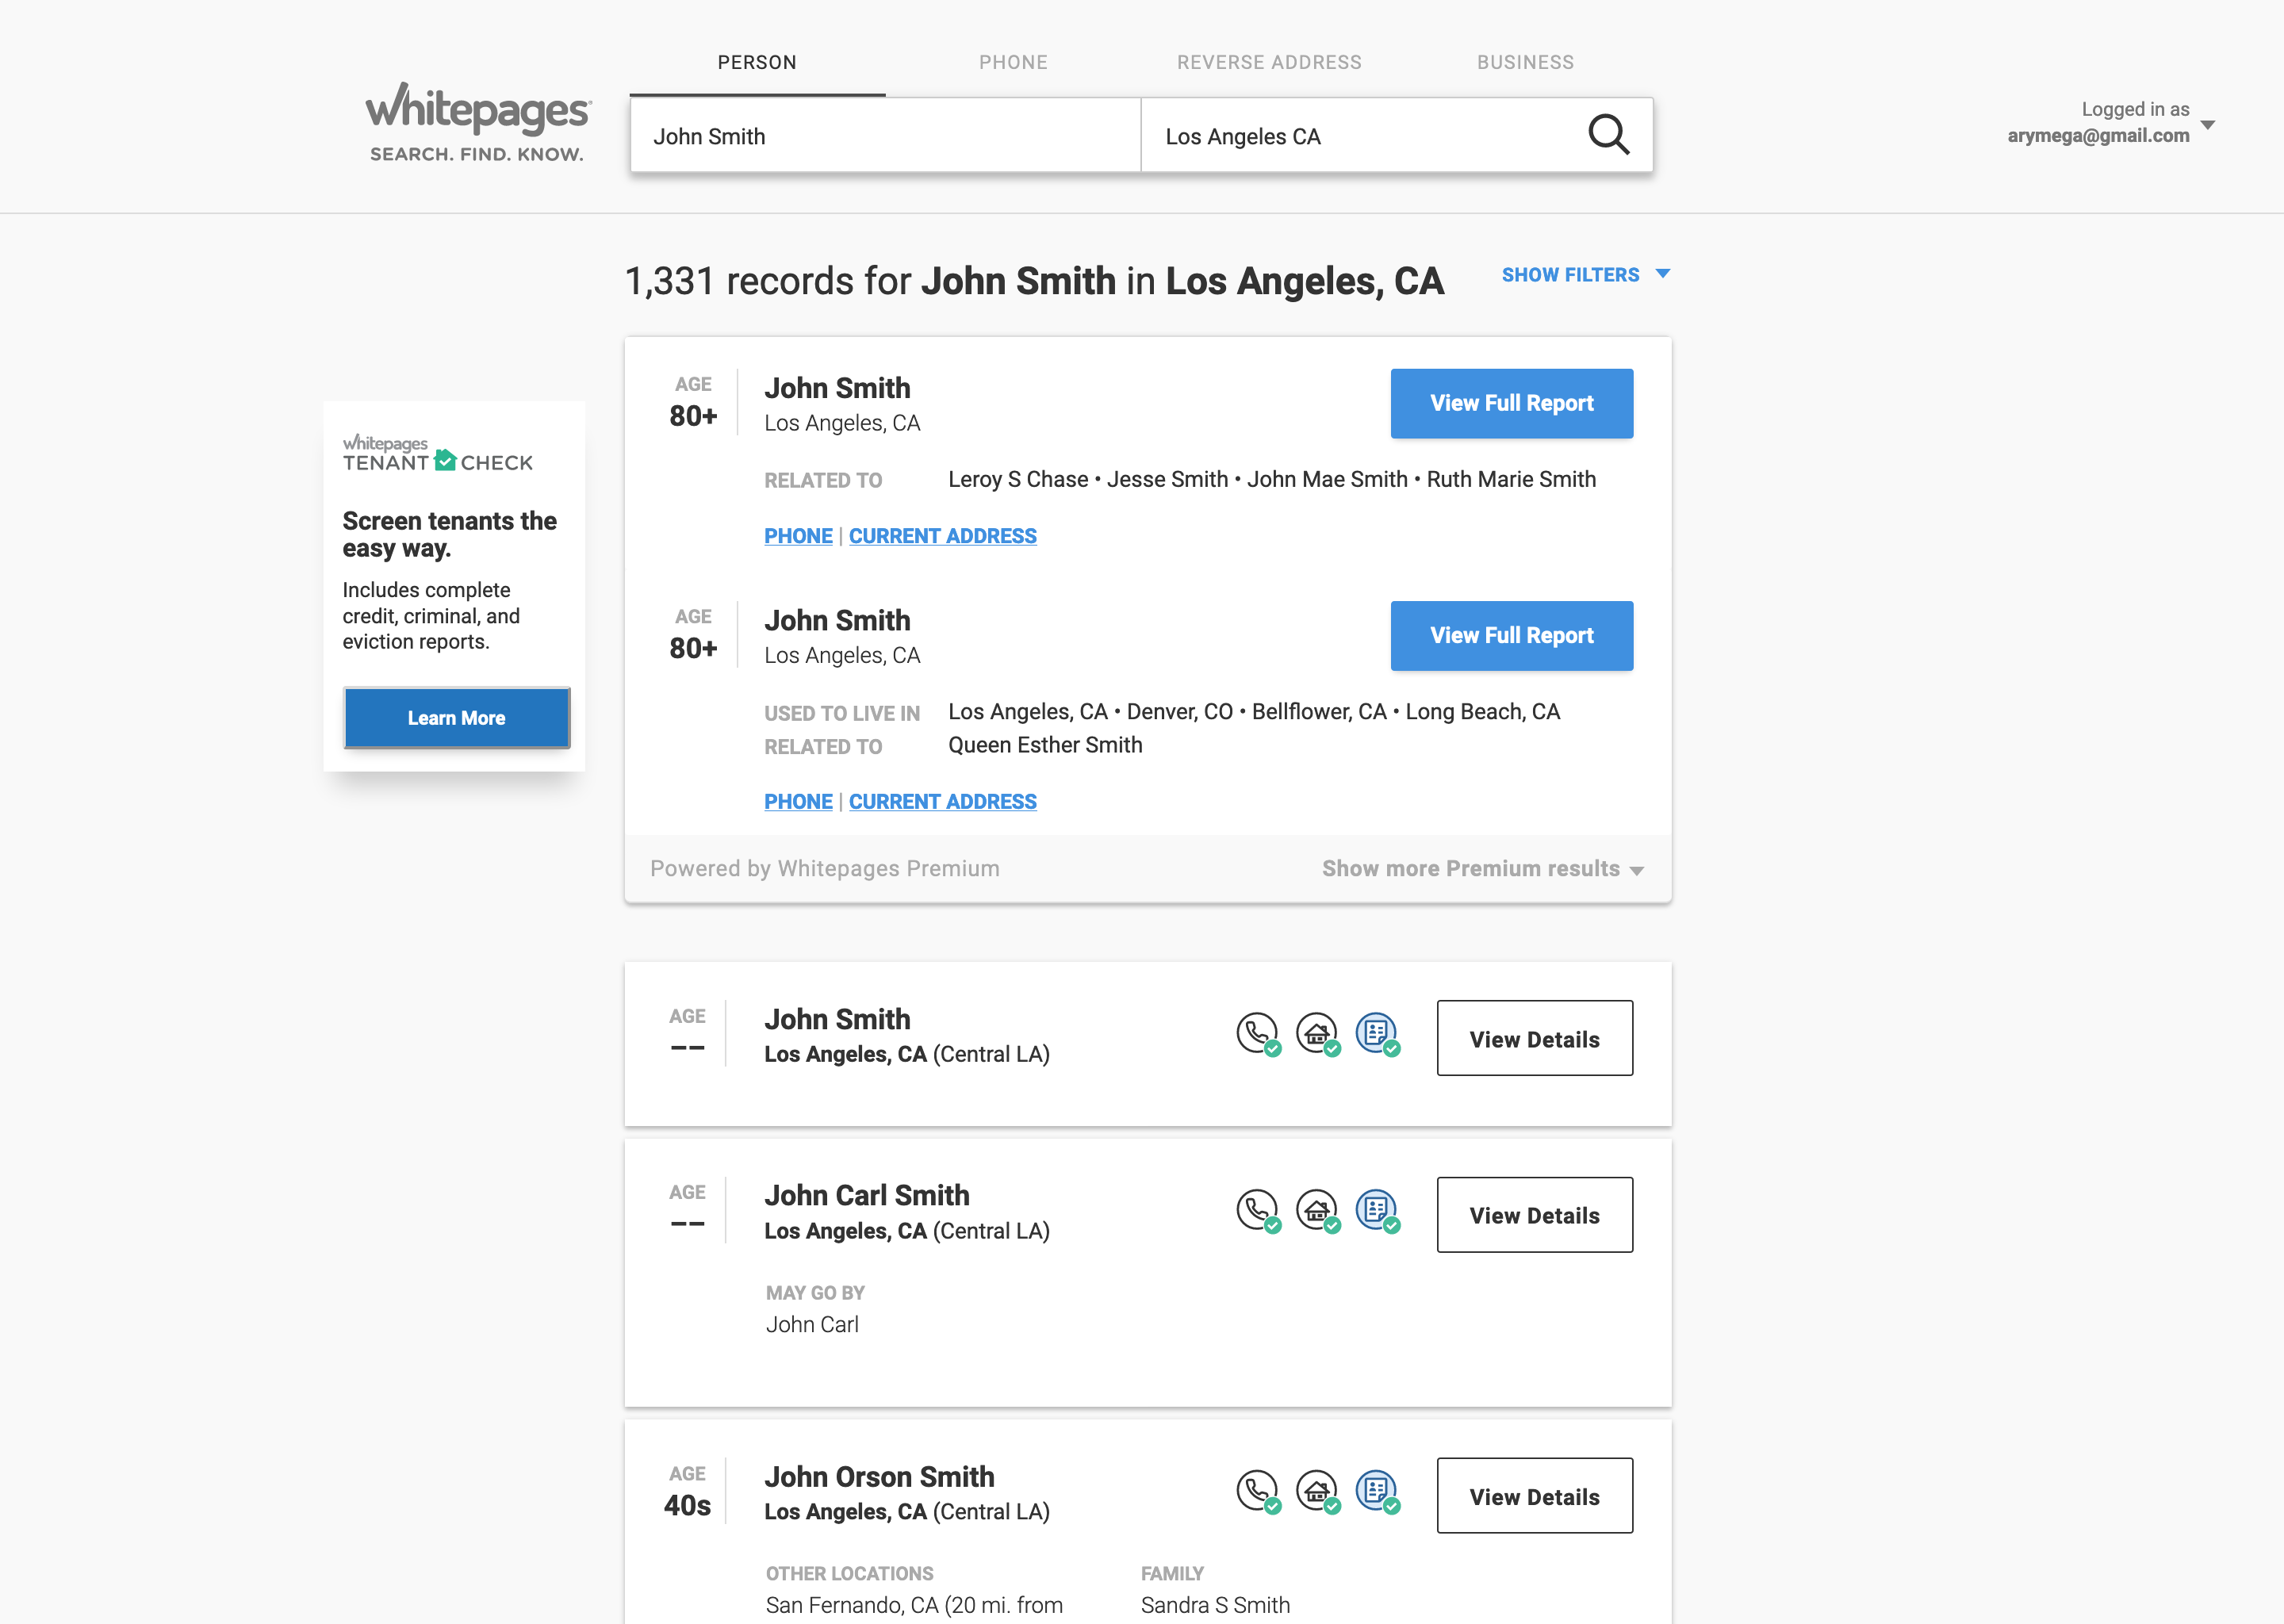 PERSON
PHONE
REVERSE ADDRESS
BUSINESS
whitepages®
SEARCH. FIND. KNOW.
John Smith
Los Angeles CA
Logged in as
arymega@gmail.com
1,331 records for John Smith in Los Angeles, CA
SHOW FILTERS
whitepages
TENANT CHECK
Screen tenants the
easy way.
Includes complete
credit, criminal, and
eviction reports.
Learn More
AGE
80+
John Smith
Los Angeles, CA
View Full Report
RELATED TO
Leroy S Chase • Jesse Smith • John Mae Smith • Ruth Marie Smith
PHONE | CURRENT ADDRESS
AGE
80+
John Smith
Los Angeles, CA
View Full Report
USED TO LIVE IN
Los Angeles, CA • Denver, CO • Bellflower, CA • Long Beach, CA
RELATED TO
Queen Esther Smith
PHONE | CURRENT ADDRESS
Powered by Whitepages Premium
Show more Premium results
AGE
––
John Smith
Los Angeles, CA (Central LA)
View Details
AGE
––
John Carl Smith
Los Angeles, CA (Central LA)
View Details
MAY GO BY
John Carl
AGE
40s
John Orson Smith
Los Angeles, CA (Central LA)
View Details
OTHER LOCATIONS
San Fernando, CA (20 mi. from
FAMILY
Sandra S Smith